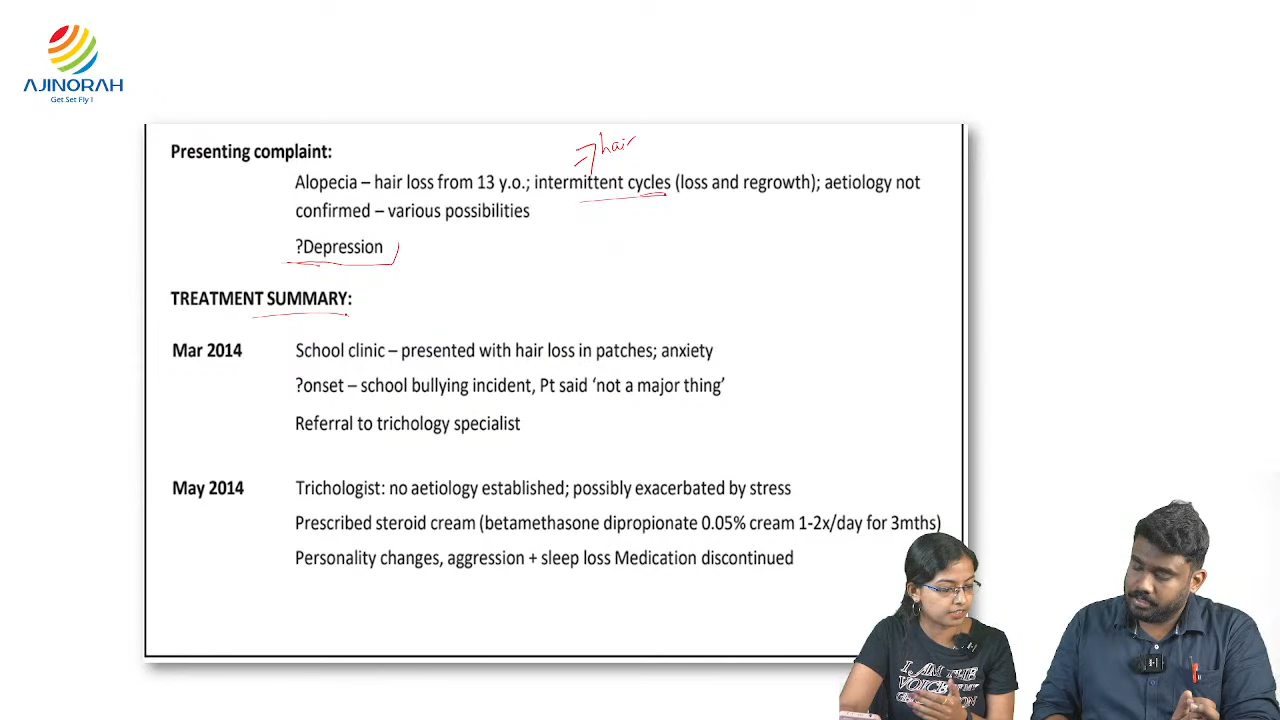 AJINORAH
Get Set Fly !
hair
Presenting complaint:
Alopecia – hair loss from 13 y.o.; intermittent cycles (loss and regrowth); aetiology not
confirmed – various possibilities
?Depression
TREATMENT SUMMARY:
Mar 2014 School clinic – presented with hair loss in patches; anxiety
?onset – school bullying incident, Pt said ‘not a major thing’
Referral to trichology specialist
May 2014 Trichologist: no aetiology established; possibly exacerbated by stress
Prescribed steroid cream (betamethasone dipropionate 0.05% cream 1-2x/day for 3mths)
Personality changes, aggression + sleep loss Medication discontinued
I AM THE
VOICE